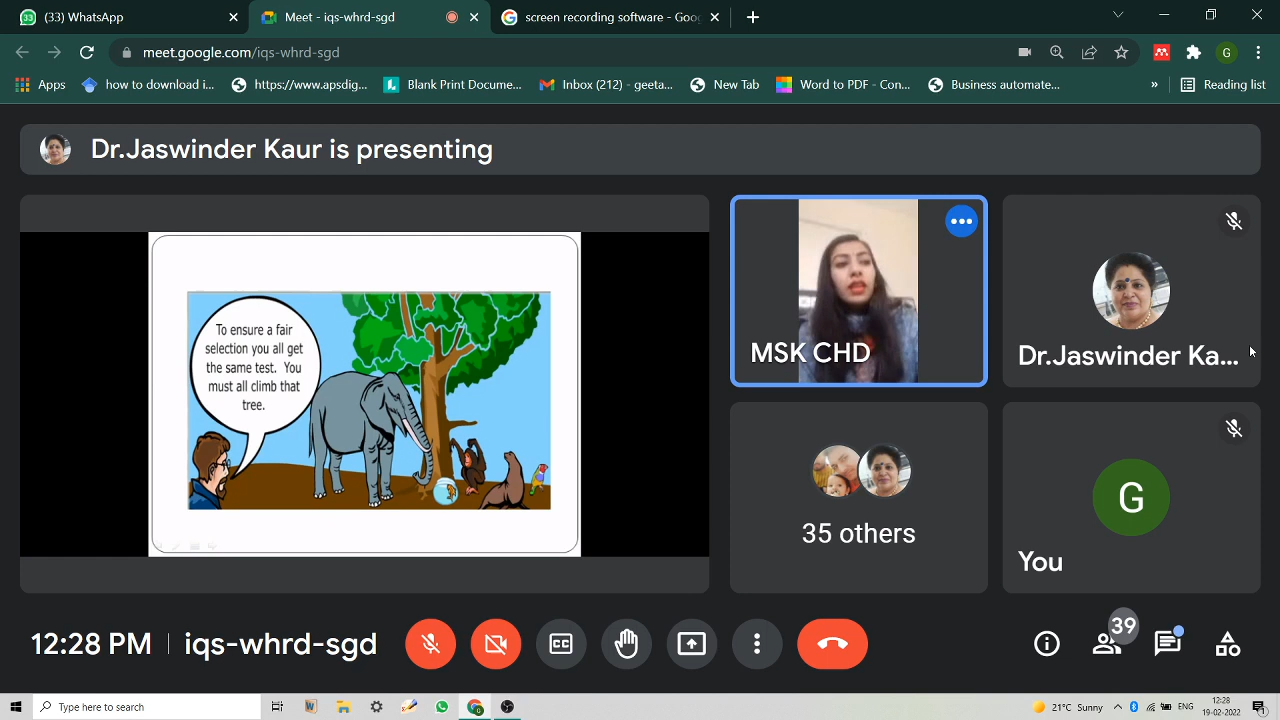 (33) WhatsApp
Meet - iqs-whrd-sgd
screen recording software - Goo
meet.google.com/iqs-whrd-sgd
G
Apps
how to download i...
https://www.apsdig...
Blank Print Docume...
Inbox (212) - geeta...
New Tab
Word to PDF - Con...
Business automate...
»
Reading list
Dr.Jaswinder Kaur is presenting
To ensure a fair
selection you all get
the same test. You
must all climb that
tree.
MSK CHD
Dr.Jaswinder Ka...
35 others
G
You
12:28 PM
iqs-whrd-sgd
CC
39
Type here to search
21°C Sunny
ENG
12:28
19-02-2022